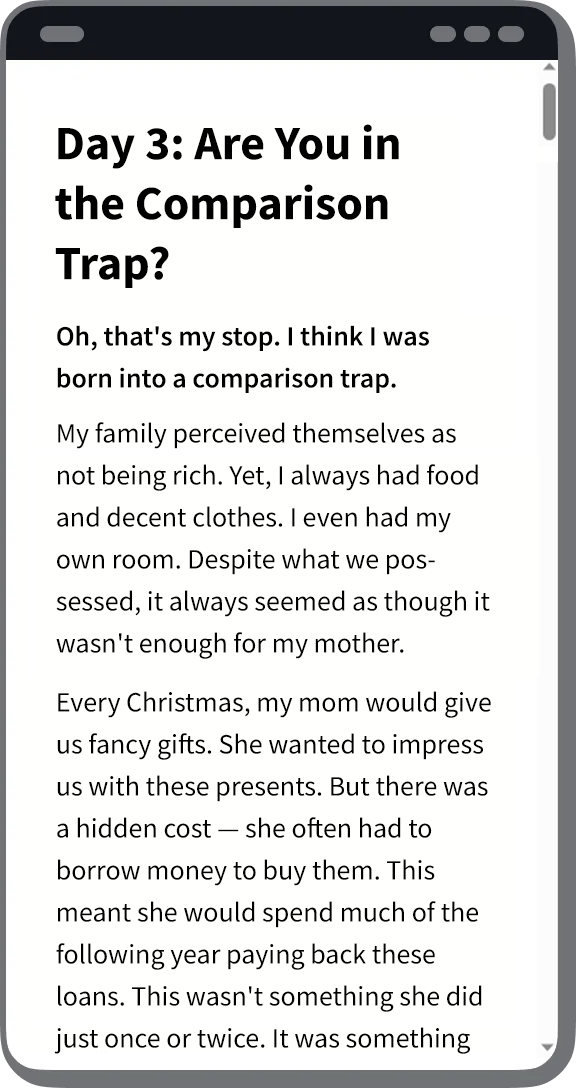 Day 3: Are You in
the Comparison
Trap?
Oh, that's my stop. I think I was
born into a comparison trap.
My family perceived themselves as
not being rich. Yet, I always had food
and decent clothes. I even had my
own room. Despite what we pos-
sessed, it always seemed as though it
wasn't enough for my mother.
Every Christmas, my mom would give
us fancy gifts. She wanted to impress
us with these presents. But there was
a hidden cost — she often had to
borrow money to buy them. This
meant she would spend much of the
following year paying back these
loans. This wasn't something she did
just once or twice. It was something